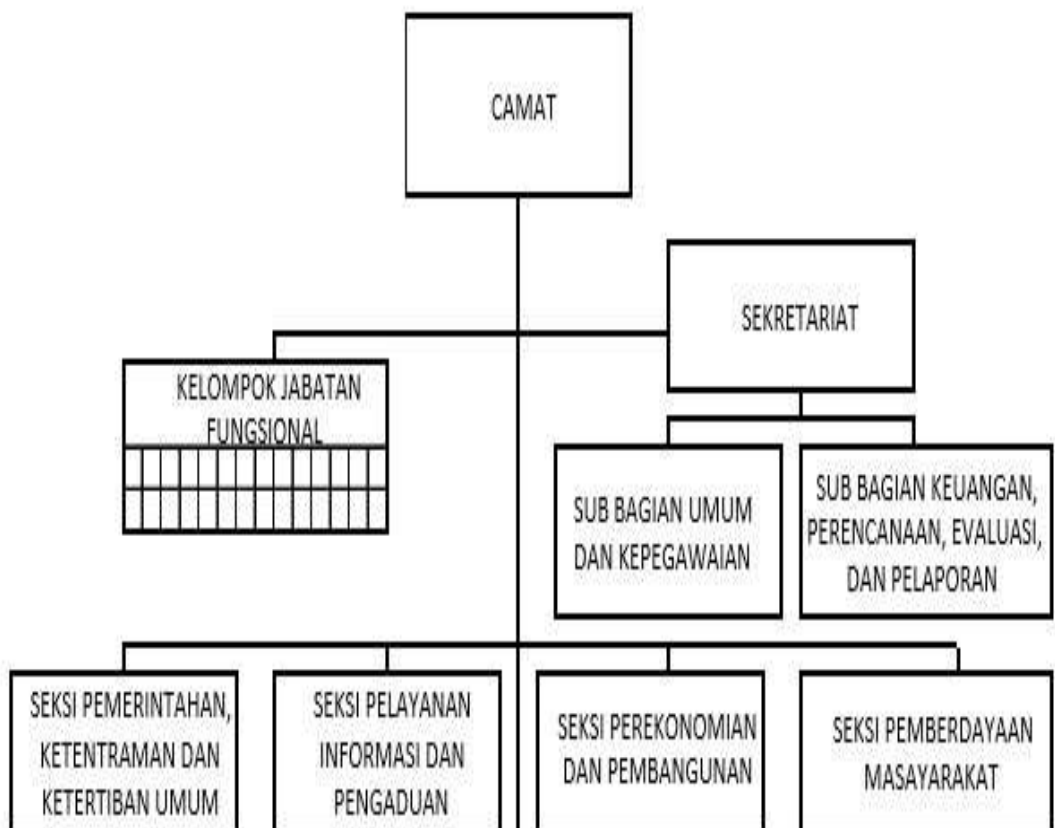 CAMAT
SEKRETARIAT
KELOMPOK JABATAN
FUNGSIONAL
SUB BAGIAN UMUM
DAN KEPEGAWAIAN
SUB BAGIAN KEUANGAN,
PERENCANAAN, EVALUASI,
DAN PELAPORAN
SEKSI PEMERINTAHAN,
KETENTRAMAN DAN
KETERTIBAN UMUM
SEKSI PELAYANAN
INFORMASI DAN
PENGADUAN
SEKSI PEREKONOMIAN
DAN PEMBANGUNAN
SEKSI PEMBERDAYAAN
MASAYARAKAT